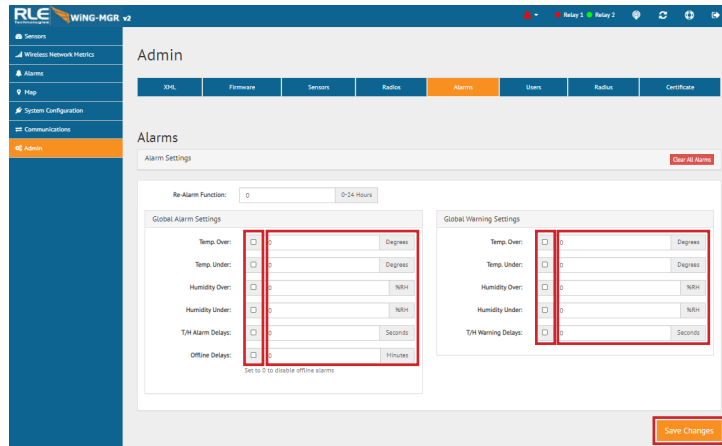 RLE WiNG-MGR v2
Technologies
Relay 1 Relay 2
Sensors
Wireless Network Metrics
Alarms
Map
System Configuration
Communications
Admin
Admin
XML Firmware Sensors Radios Alarms Users Radius Certificate
Alarms
Alarm Settings Clear All Alarms
Re-Alarm Function: 0 0-24 Hours
Global Alarm Settings
Temp. Over: 0 Degrees
Temp. Under: 0 Degrees
Humidity Over: 0 %RH
Humidity Under: 0 %RH
T/H Alarm Delays: 0 Seconds
Offline Delays: 0 Minutes
Set to 0 to disable offline alarms
Global Warning Settings
Temp. Over: 0 Degrees
Temp. Under: 0 Degrees
Humidity Over: 0 %RH
Humidity Under: 0 %RH
T/H Warning Delays: 0 Seconds
Save Changes